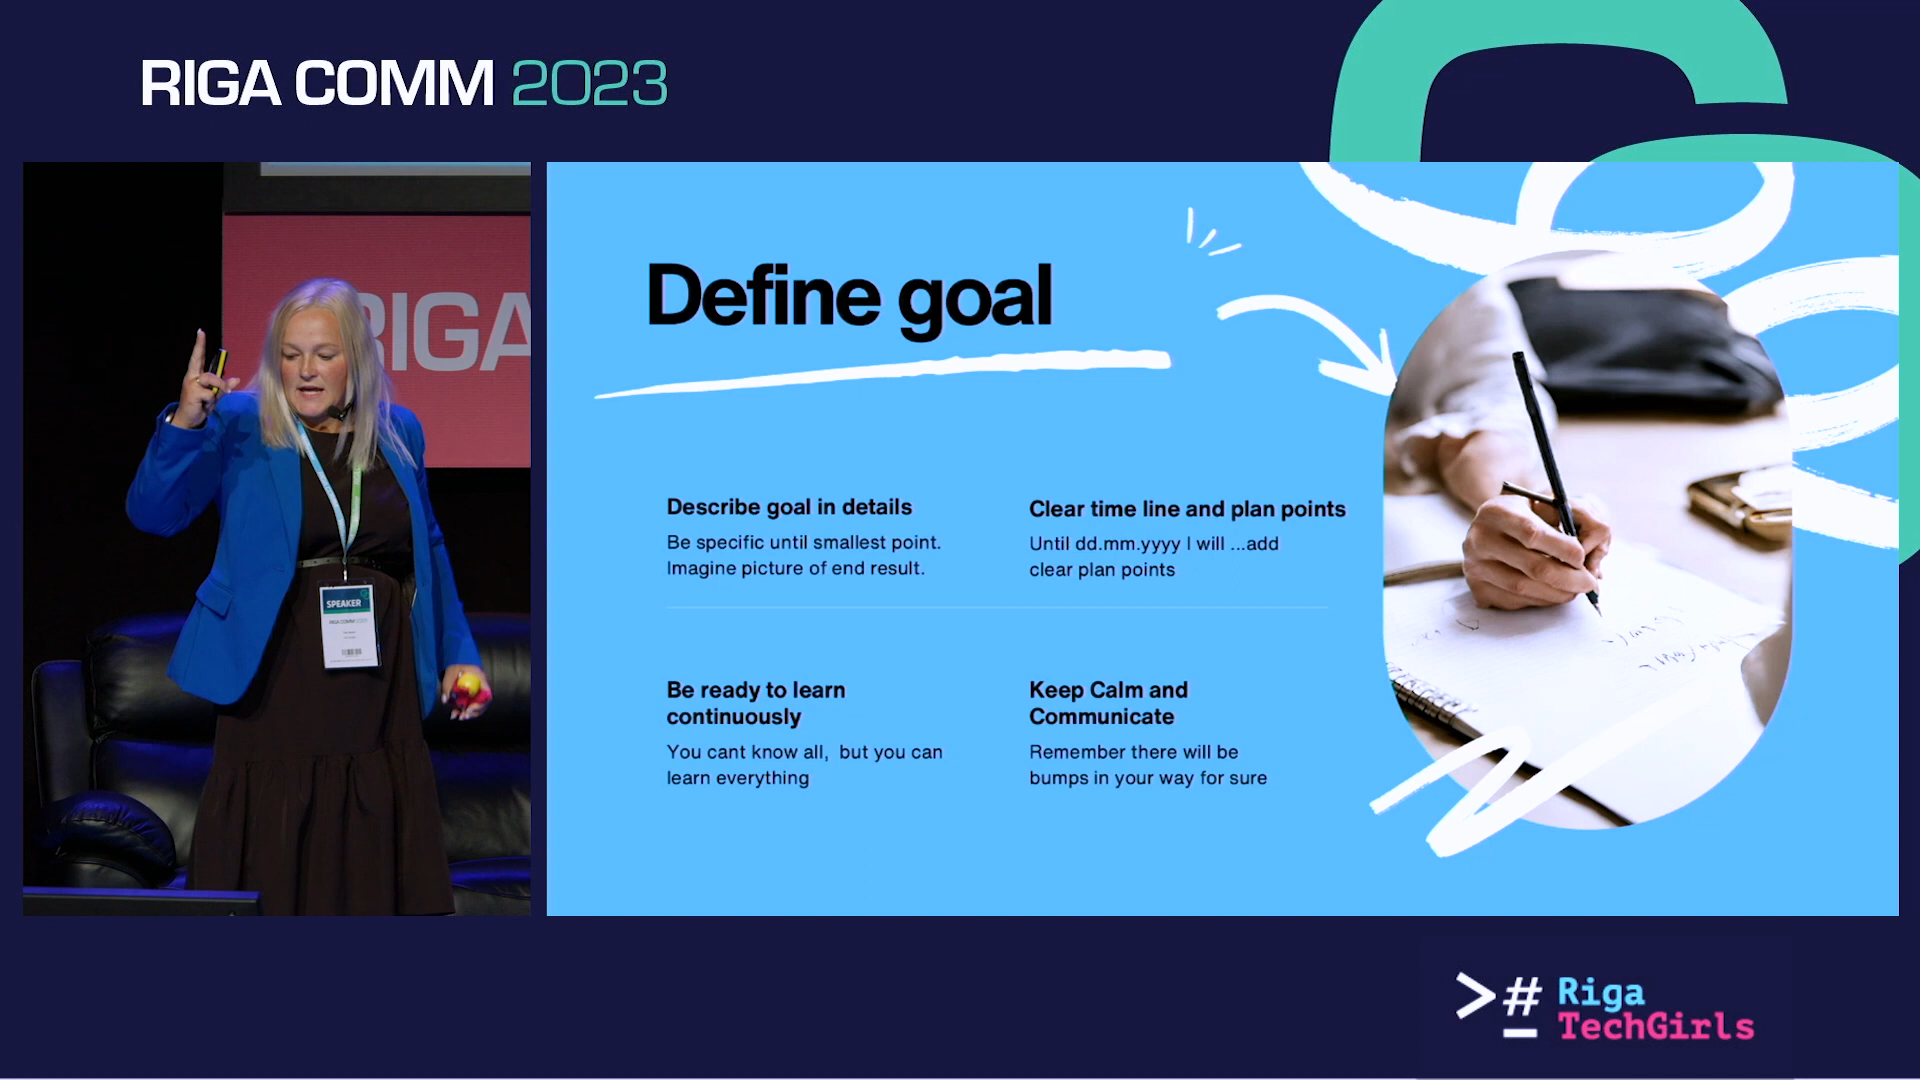 RIGA COMM 2023
RIGA
SPEAKER
RIGA COMM 2023
Define goal
Describe goal in details
Be specific until smallest point.
Imagine picture of end result.
Clear time line and plan points
Until dd.mm.yyyy I will ...add
clear plan points
Be ready to learn
continuously
You cant know all,  but you can
learn everything
Keep Calm and
Communicate
Remember there will be
bumps in your way for sure
>#_ Riga
TechGirls